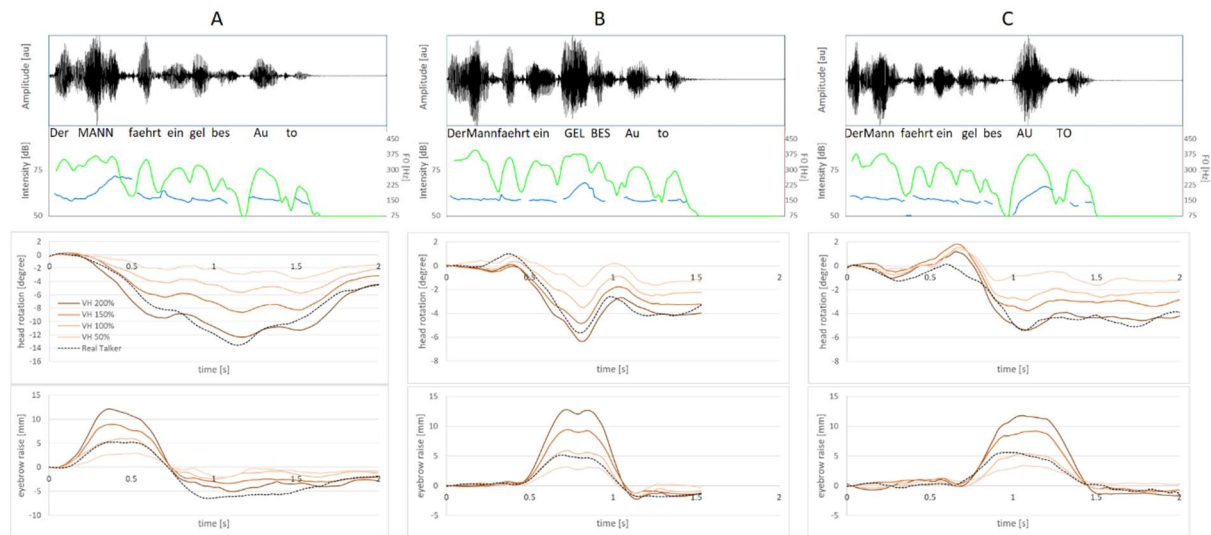 A
Amplitude [au]
Der MANN faehrt ein gel bes Au to
Intensity [dB]
75
50
450
375
300
225
150
75
F0 [Hz]
head rotation [degree]
2
0
-2
-4
-6
-8
-10
-12
-14
-16
0 0.5 1 1.5 2
VH 200%
VH 150%
VH 100%
VH 50%
Real Talker
time [s]
eyebrow raise [mm]
15
10
5
0
-5
-10
0 0.5 1 1.5 2
time [s]
B
Amplitude [au]
DerMannfaehrt ein GEL BES Au to
Intensity [dB]
75
50
450
375
300
225
150
75
F0 [Hz]
head rotation [degree]
2
0
-2
-4
-6
-8
0 0.5 1 1.5 2
time [s]
eyebrow raise [mm]
15
10
5
0
-5
0 0.5 1 1.5 2
time [s]
C
Amplitude [au]
DerMann faehrt ein gel bes AU TO
Intensity [dB]
75
50
450
375
300
225
150
75
F0 [Hz]
head rotation [degree]
4
2
0
-2
-4
-6
-8
0 0.5 1 1.5 2
time [s]
eyebrow raise [mm]
15
10
5
0
-5
0 0.5 1 1.5 2
time [s]